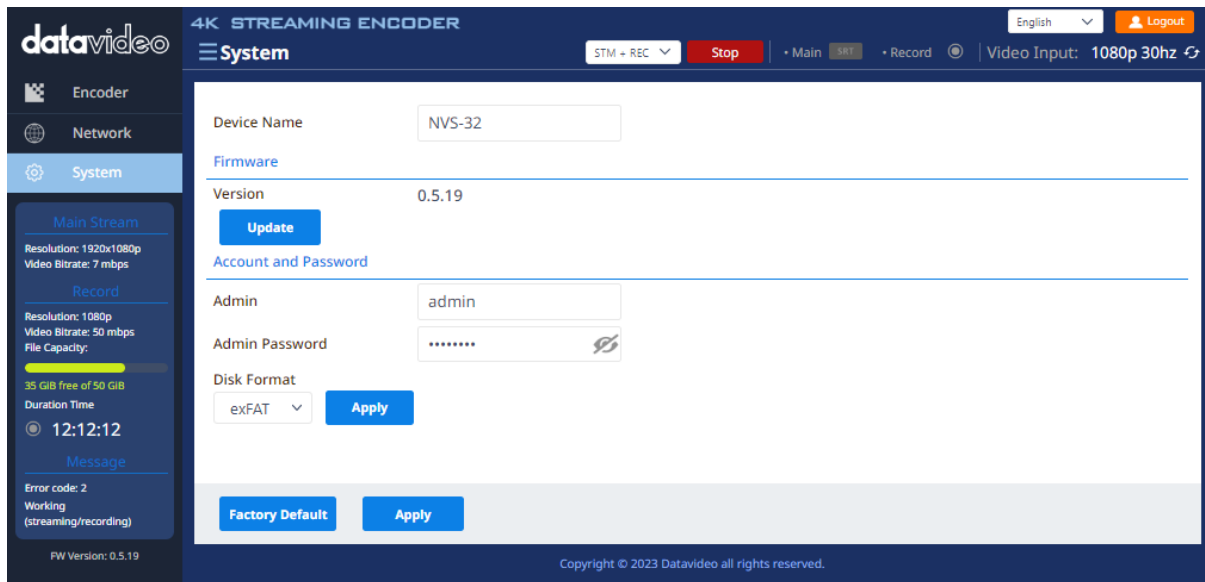 datavideo
4K STREAMING ENCODER
English
Logout
System
STM + REC
Stop
• Main SRT
• Record
Video Input: 1080p 30hz
Encoder
Network
System
Main Stream
Resolution: 1920x1080p
Video Bitrate: 7 mbps
Record
Resolution: 1080p
Video Bitrate: 50 mbps
File Capacity:
35 GiB free of 50 GiB
Duration Time
12:12:12
Message
Error code: 2
Working
(streaming/recording)
FW Version: 0.5.19
Device Name NVS-32
Firmware
Version 0.5.19
Update
Account and Password
Admin admin
Admin Password ••••••••
Disk Format
exFAT Apply
Factory Default Apply
Copyright © 2023 Datavideo all rights reserved.